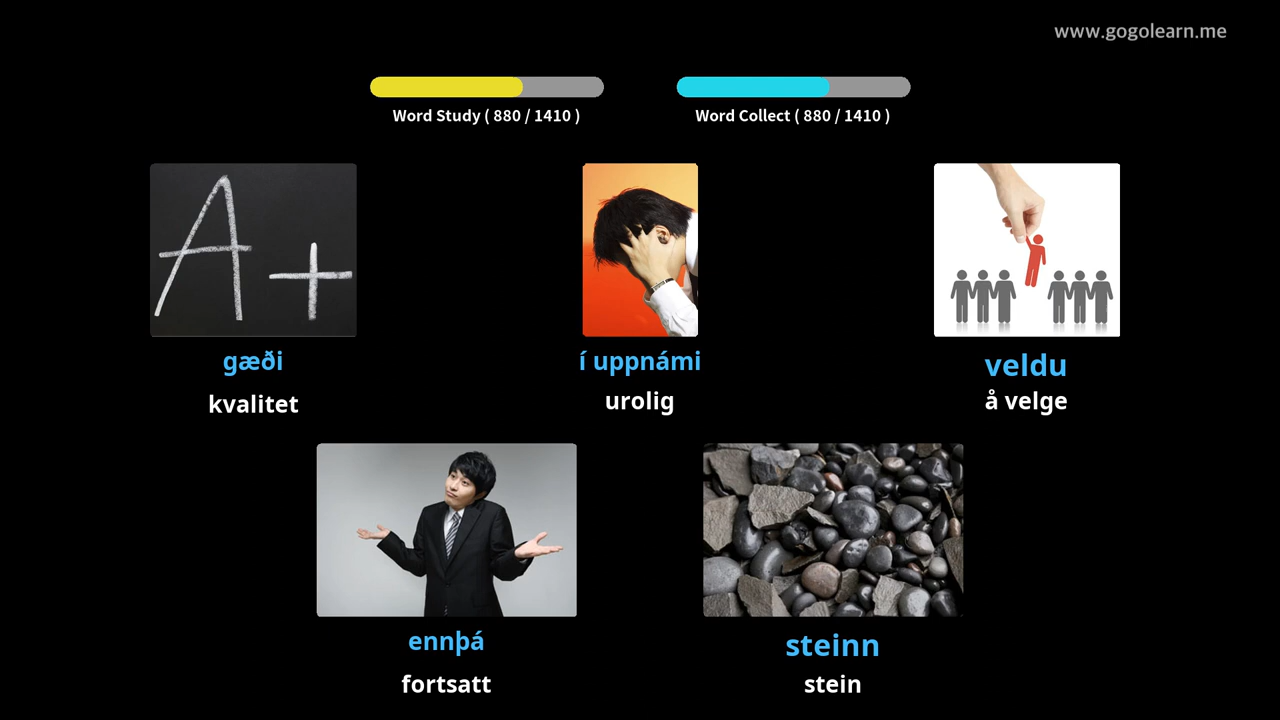 www.gogolearn.me
Word Study ( 880 / 1410 )
Word Collect ( 880 / 1410 )
A+
gæði
kvalitet
í uppnámi
urolig
veldu
å velge
ennþá
fortsatt
steinn
stein